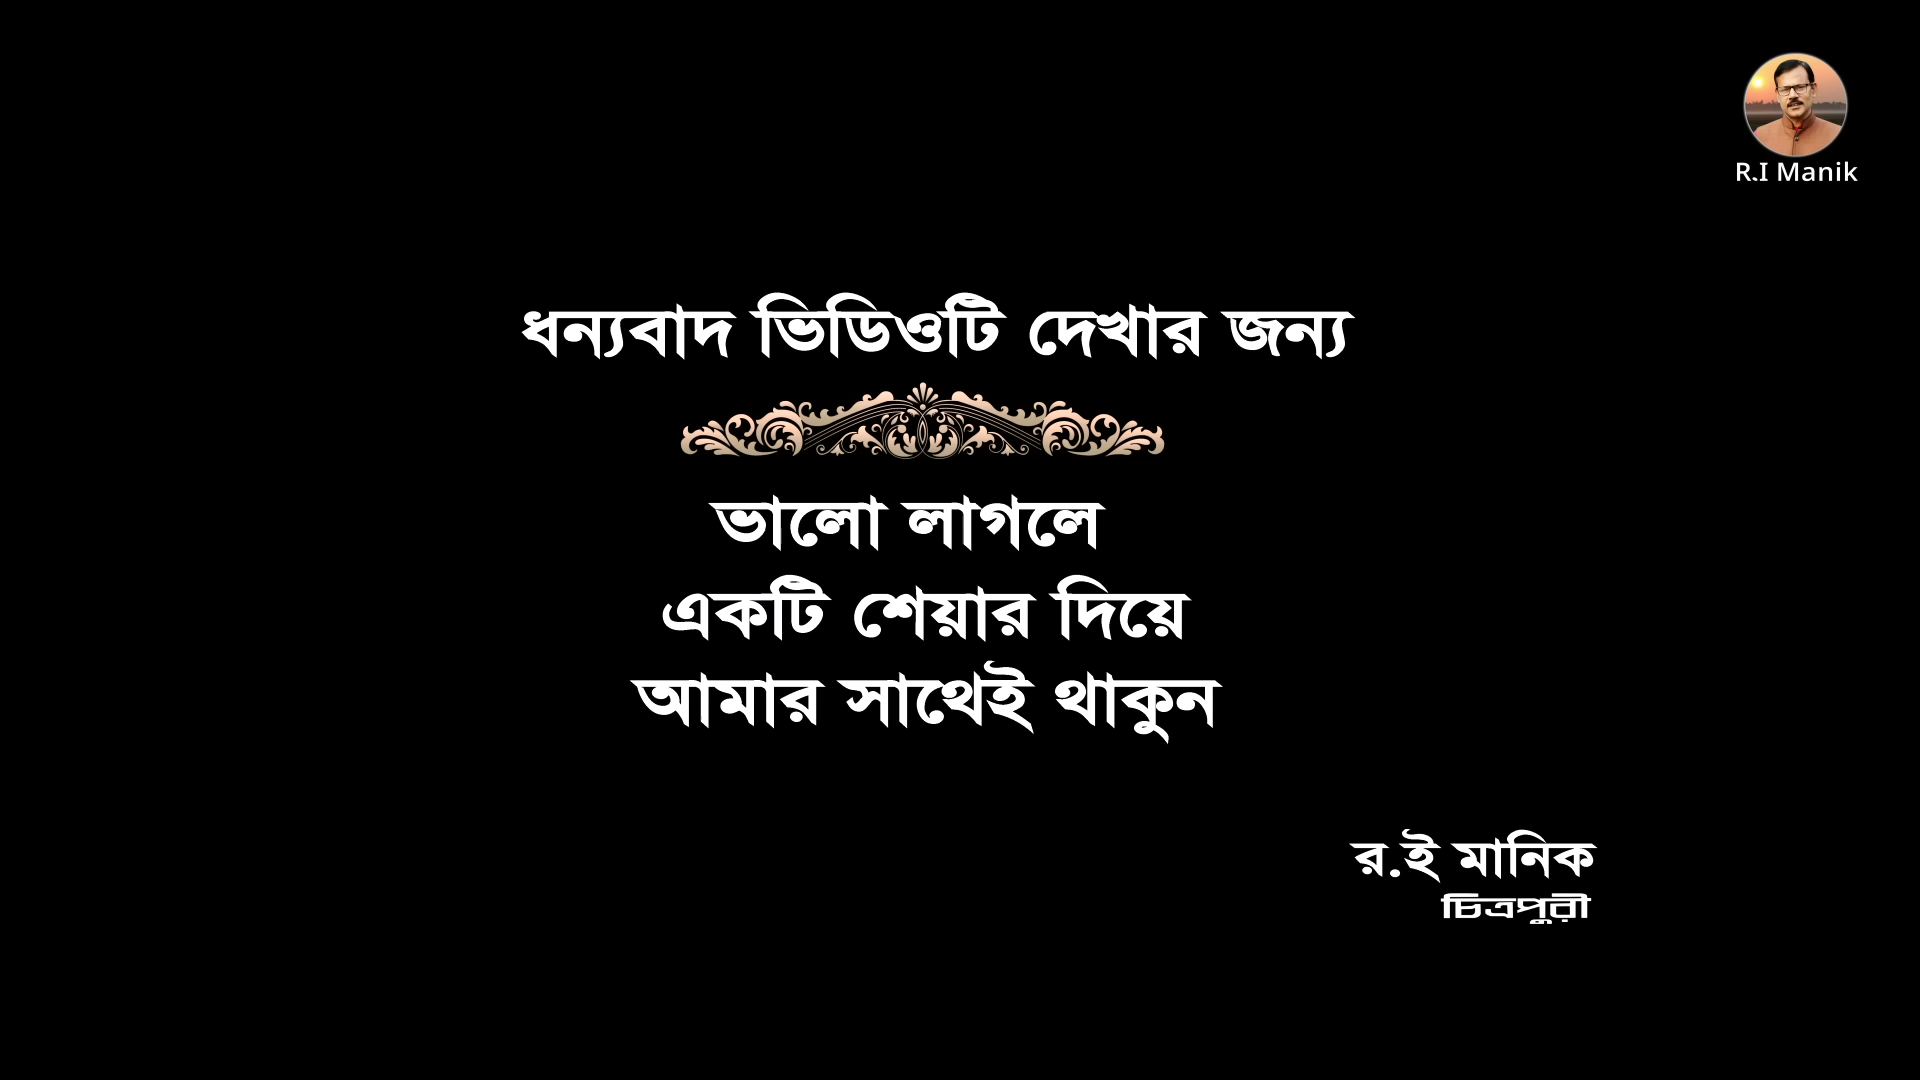 R.I Manik
ধন্যবাদ ভিডিওটি দেখার জন্য
ভালো লাগলে
একটি শেয়ার দিয়ে
আমার সাথেই থাকুন
র.ই মানিক
চিত্রপুরী